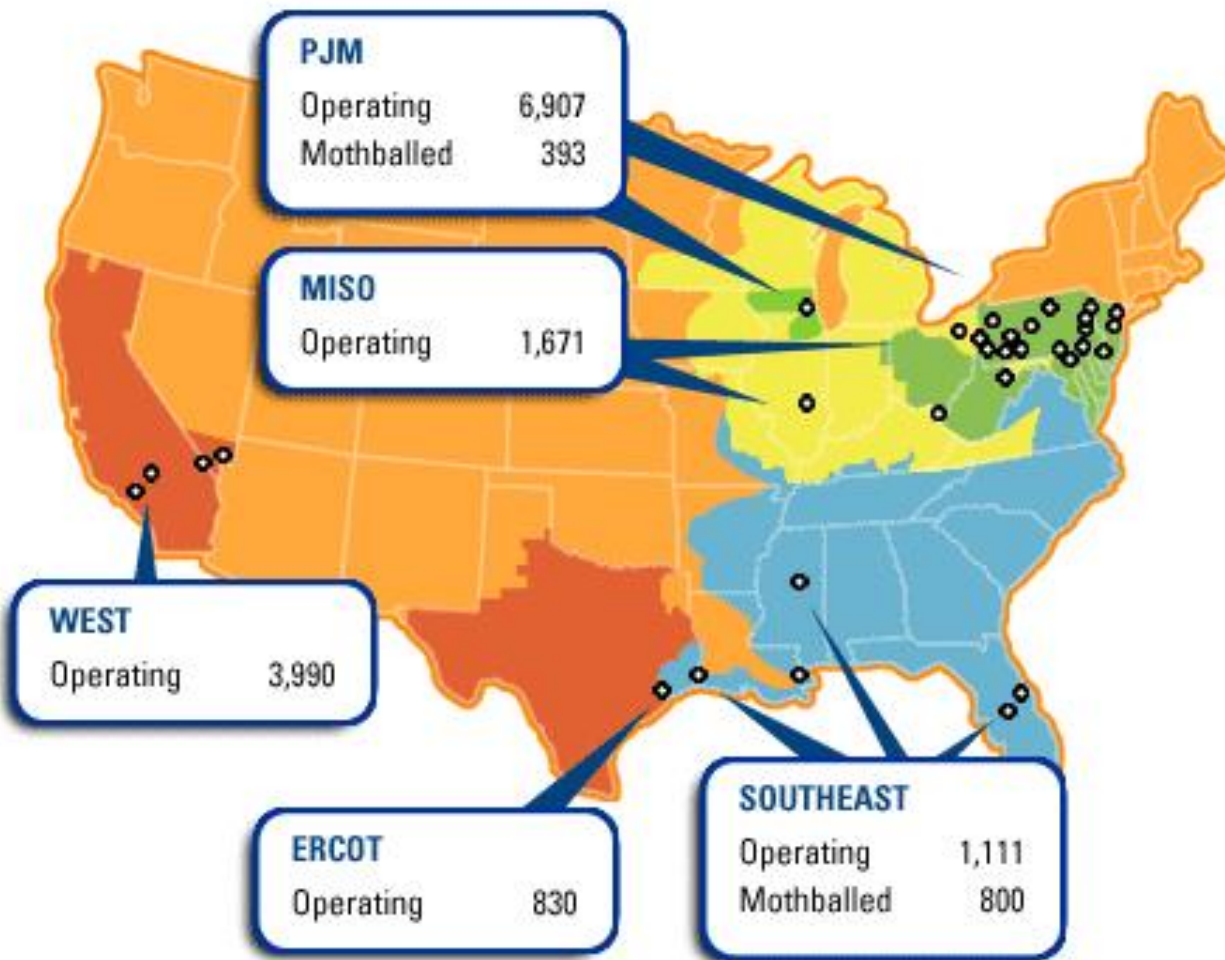 PJM
Operating 6,907
Mothballed 393
MISO
Operating 1,671
WEST
Operating 3,990
ERCOT
Operating 830
SOUTHEAST
Operating 1,111
Mothballed 800